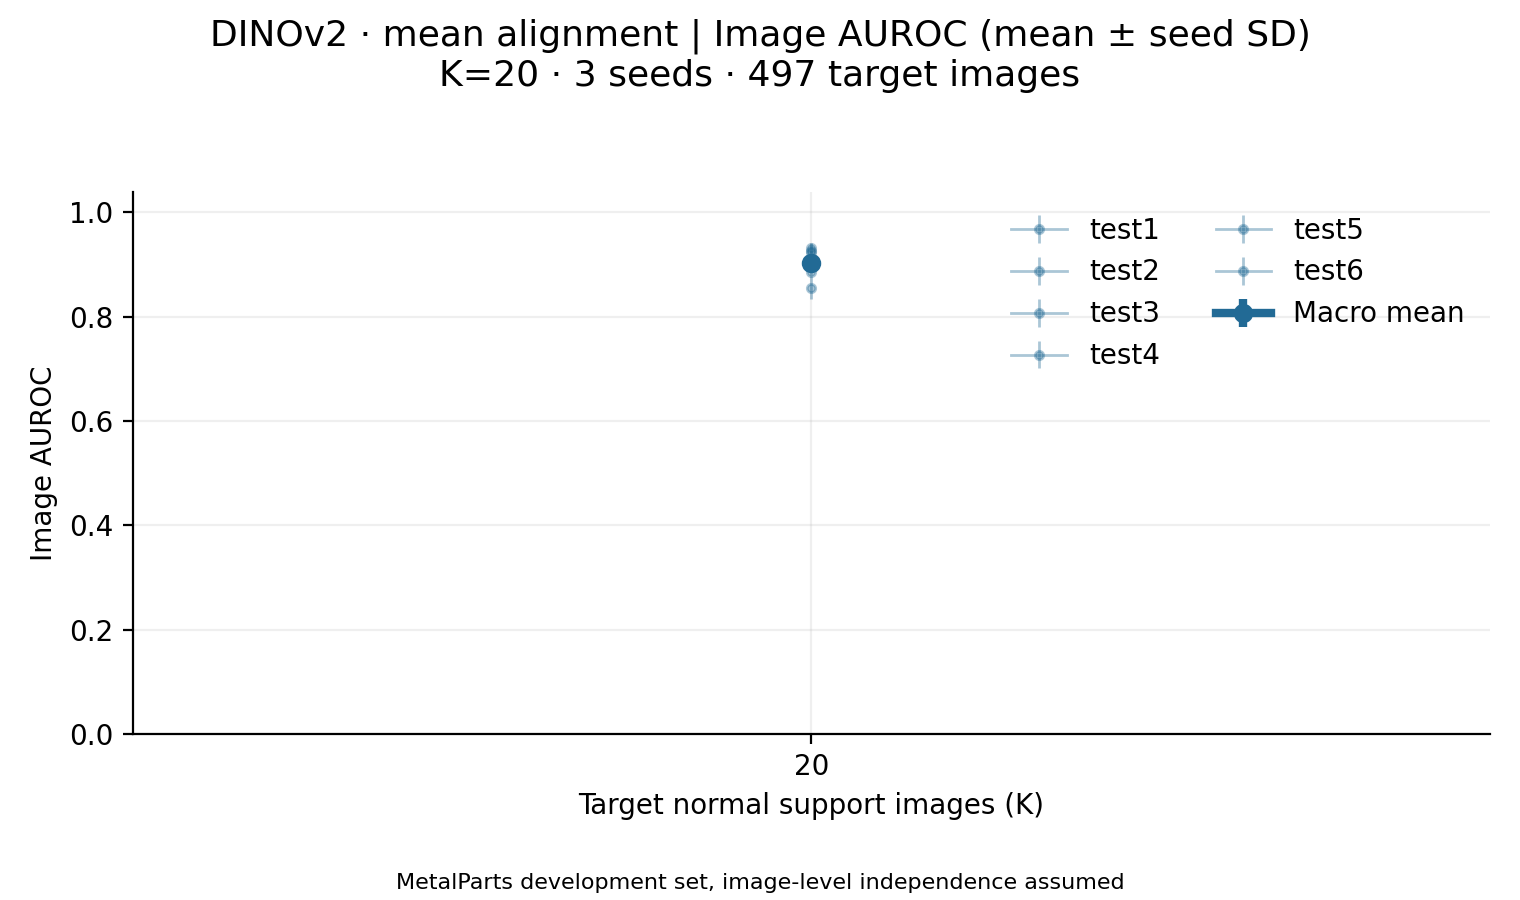 DINOv2 · mean alignment | Image AUROC (mean ± seed SD)
K=20 · 3 seeds · 497 target images
1.0
0.8
0.6
0.4
0.2
0.0
Image AUROC
test1
test2
test3
test4
test5
test6
Macro mean
20
Target normal support images (K)
MetalParts development set, image-level independence assumed